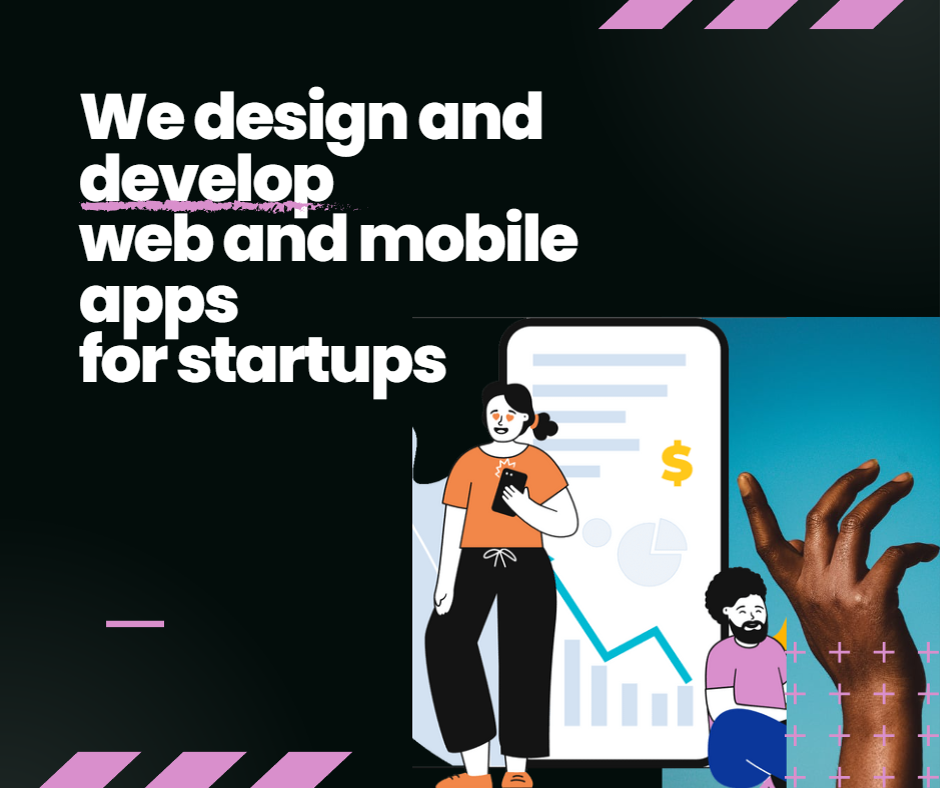 We design and
develop
web and mobile
apps
for startups
$